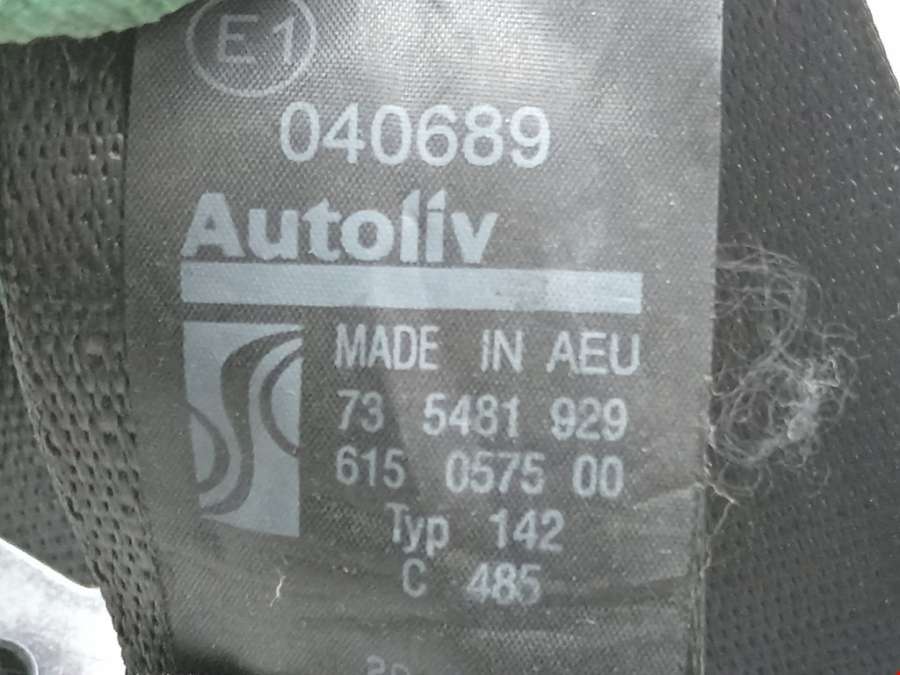 E1
040689
Autoliv
MADE IN AEU
73 5481 929
615 0575 00
Typ 142
C 485